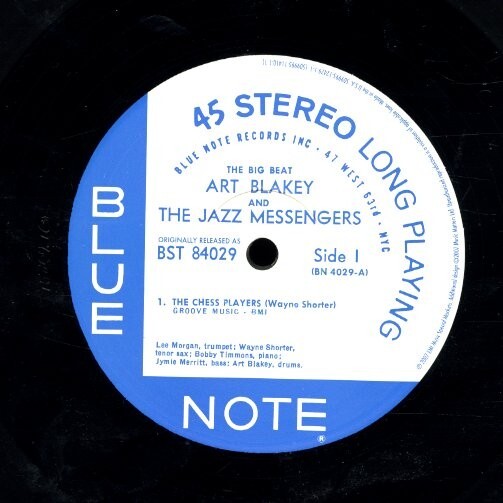 45 STEREO LONG PLAYING
BLUE NOTE RECORDS INC · 47 WEST 63rd · NYC
THE BIG BEAT
ART BLAKEY
AND
THE JAZZ MESSENGERS
ORIGINALLY RELEASED AS
BST 84029
Side 1
(BN 4029-A)
1. THE CHESS PLAYERS (Wayne Shorter)
GROOVE MUSIC - BMI
Lee Morgan, trumpet; Wayne Shorter,
tenor sax; Bobby Timmons, piano;
Jymie Merritt, bass; Art Blakey, drums.
BLUE
NOTE
®